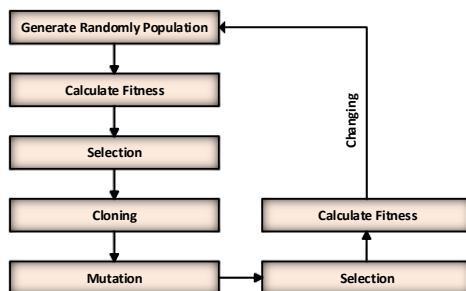 Generate Randomly Population
Calculate Fitness
Selection
Cloning
Mutation
Selection
Calculate Fitness
Changing